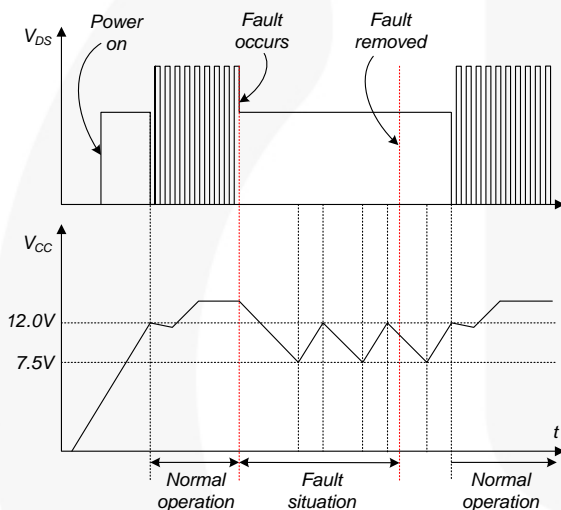 Power
on
Fault
occurs
Fault
removed
VDS
VCC
12.0V
7.5V
t
Normal
operation
Fault
situation
Normal
operation